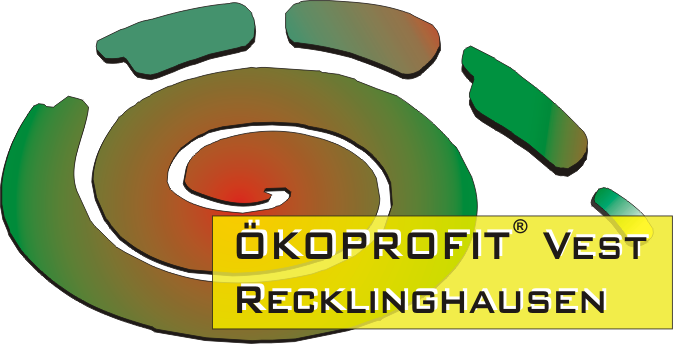 ÖKOPROFIT® Vest
Recklinghausen